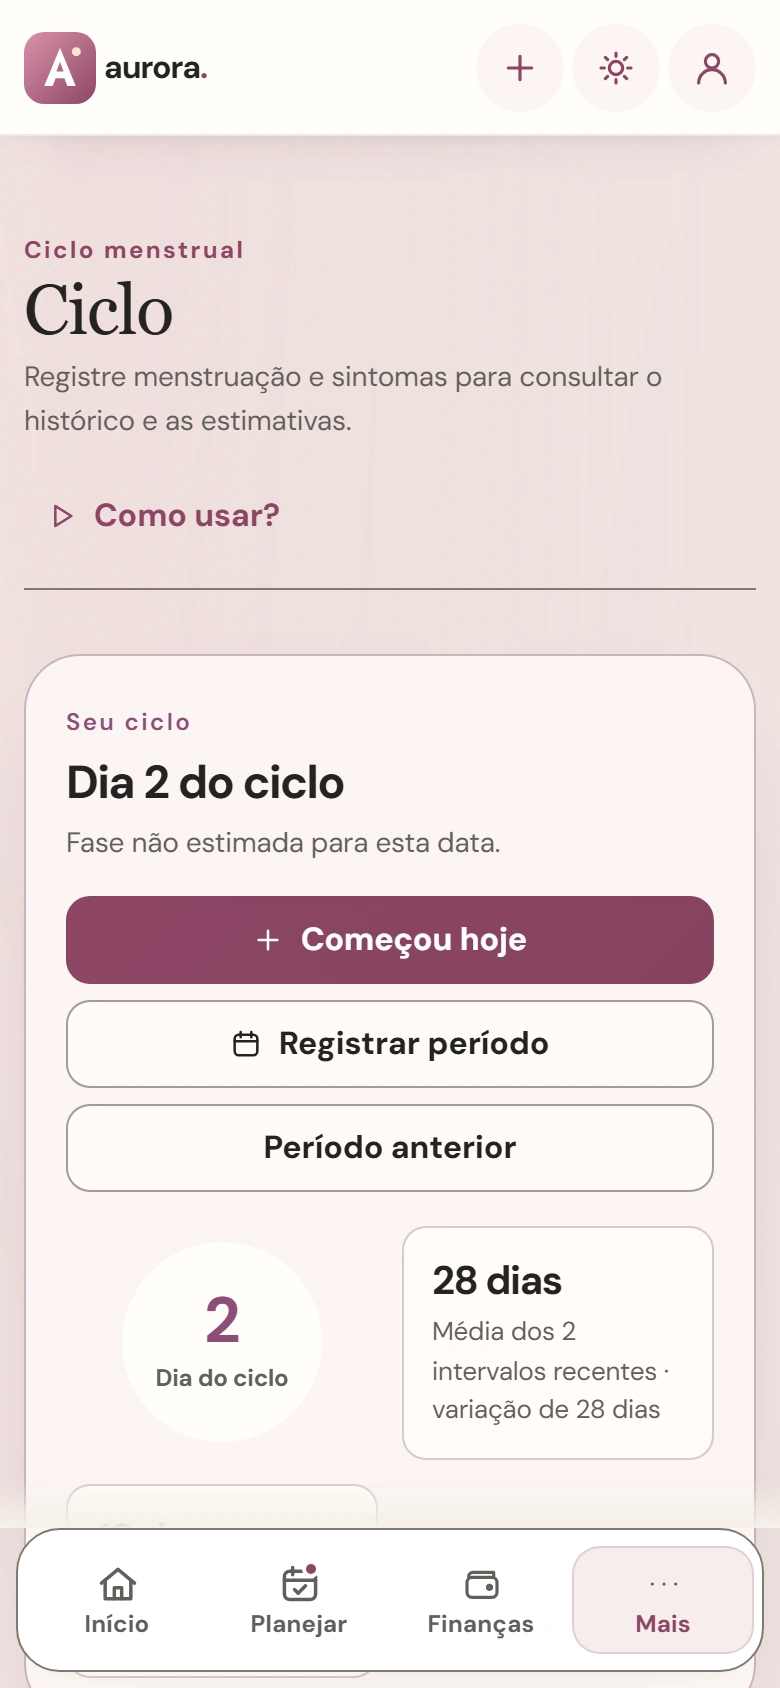 A
aurora.
Ciclo menstrual
Ciclo
Registre menstruação e sintomas para consultar o
histórico e as estimativas.
Como usar?
Seu ciclo
Dia 2 do ciclo
Fase não estimada para esta data.
Começou hoje
Registrar período
Período anterior
2
Dia do ciclo
28 dias
Média dos 2
intervalos recentes ·
variação de 28 dias
Início
Planejar
Finanças
Mais